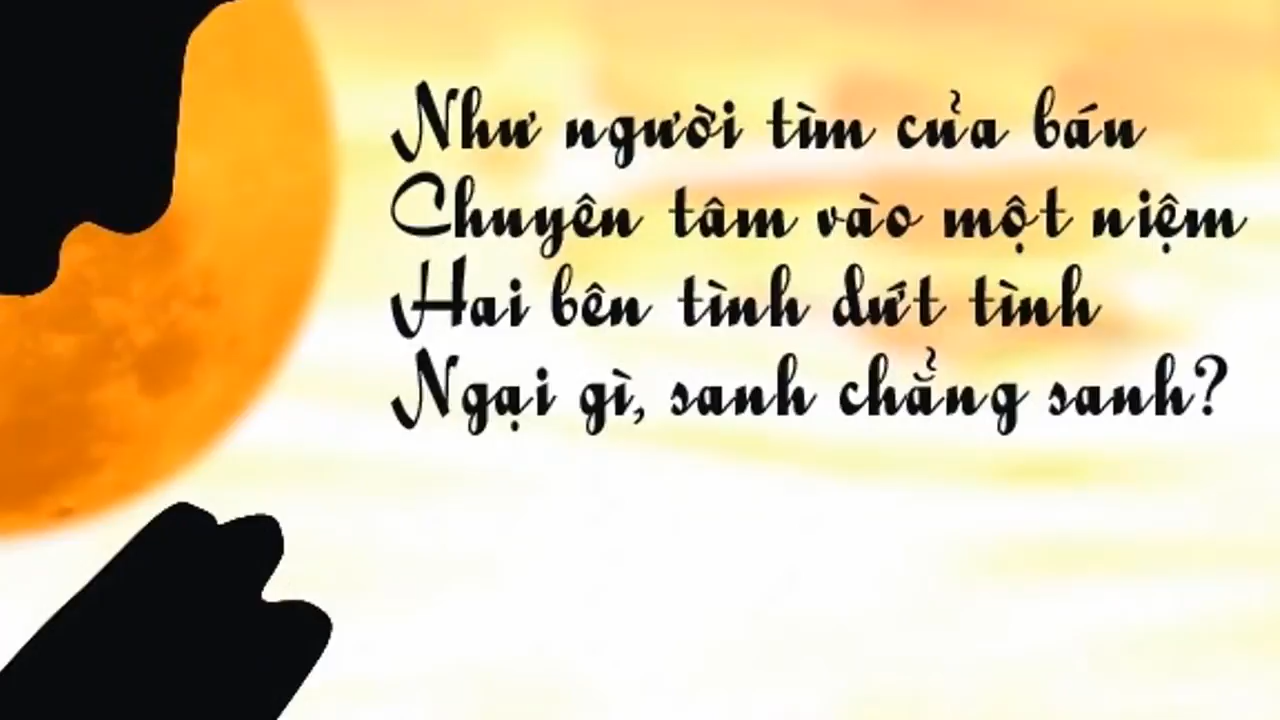 Như người tìm của báu
Chuyên tâm vào một niệm
Hai bên tình dứt tình
Ngại gì, sanh chẳng sanh?